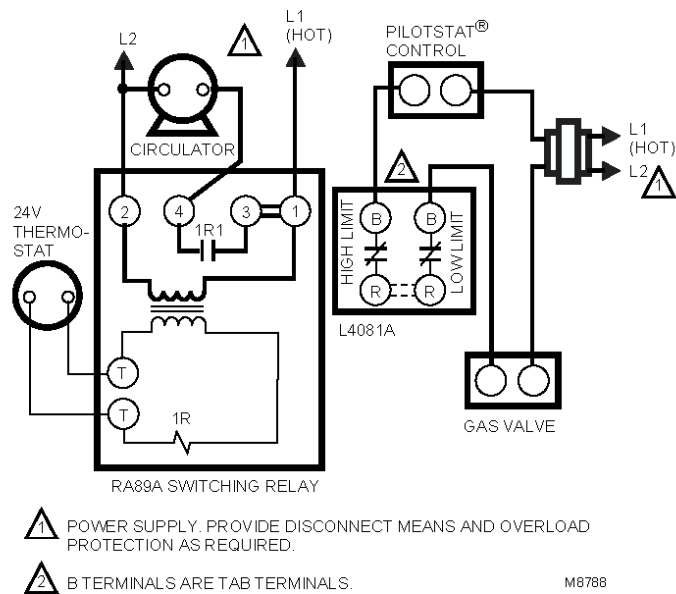 L2
1
L1
(HOT)
CIRCULATOR
PILOTSTAT®
CONTROL
L1
(HOT)
L2
1
2
2
4
3
1
1R1
24V
THERMO-
STAT
T
T
1R
RA89A SWITCHING RELAY
HIGH LIMIT
B
B
LOW LIMIT
R
R
L4081A
GAS VALVE
1 POWER SUPPLY. PROVIDE DISCONNECT MEANS AND OVERLOAD
PROTECTION AS REQUIRED.
2 B TERMINALS ARE TAB TERMINALS.
M8788